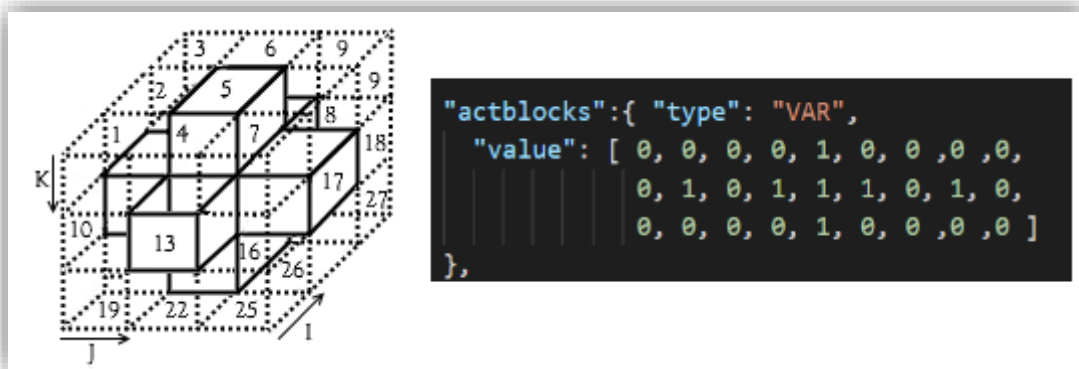 3 6 9
2 5 9
1 4 7 8
18
K 17
27
10 13 16
26
19 22 25
I
J
"actblocks":{ "type": "VAR",
"value": [ 0, 0, 0, 0, 1, 0, 0 ,0 ,0,
0, 1, 0, 1, 1, 1, 0, 1, 0,
0, 0, 0, 0, 1, 0, 0 ,0 ,0 ]
},